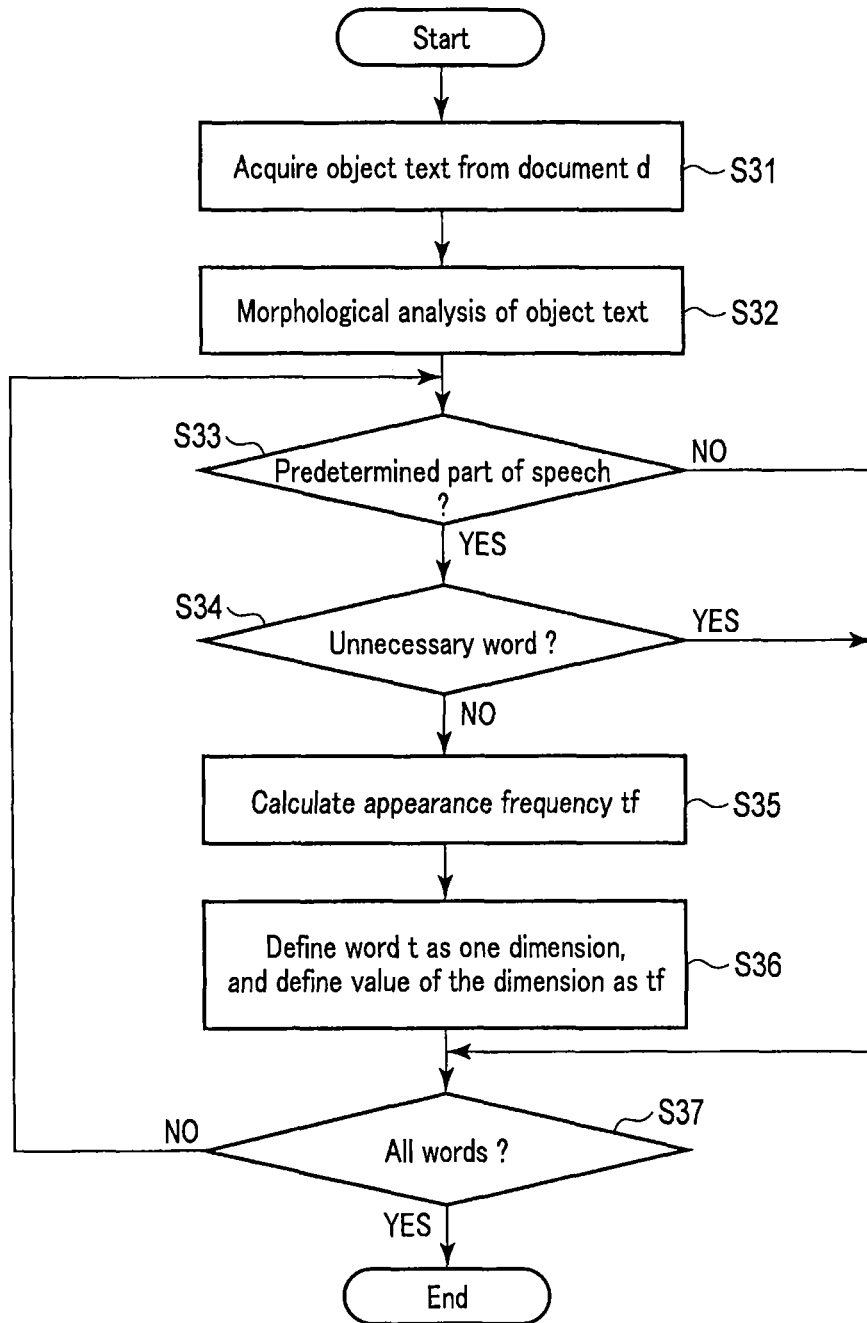 Start
Acquire object text from document d
S31
Morphological analysis of object text
S32
S33
Predetermined part of speech
?
NO
YES
S34
Unnecessary word ?
YES
NO
Calculate appearance frequency tf
S35
Define word t as one dimension,
and define value of the dimension as tf
S36
S37
NO
All words ?
YES
End